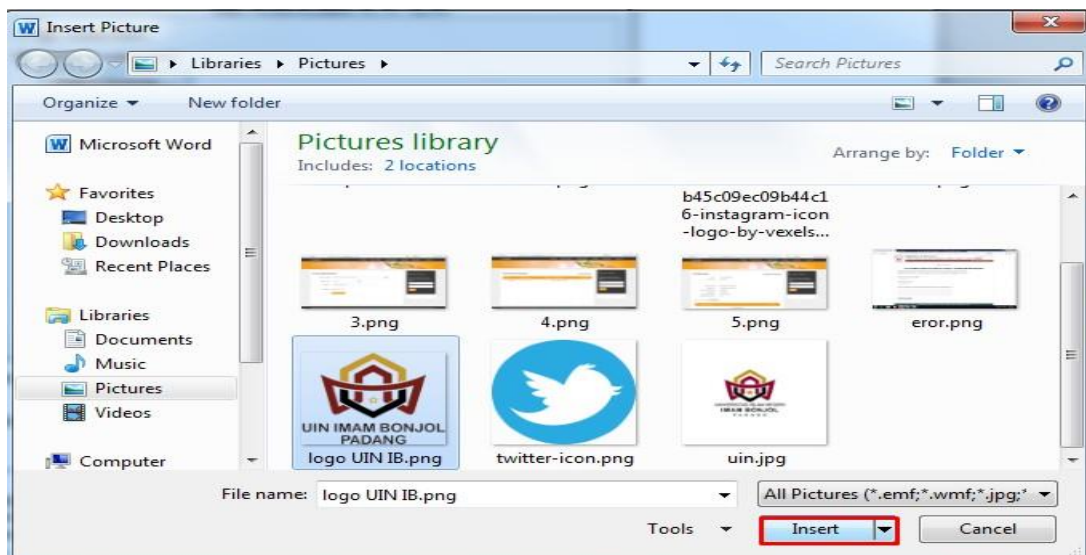 Insert Picture
Libraries
Pictures
Search Pictures
Organize
New folder
Microsoft Word
Favorites
Desktop
Downloads
Recent Places
Libraries
Documents
Music
Pictures
Videos
Computer
Pictures library
Includes: 2 locations
Arrange by: Folder
b45c09ec09b44c1
6-instagram-icon
-logo-by-vexels...
3.png
4.png
5.png
eror.png
UIN IMAM BONJOL
PADANG
IMAM BONJOL
logo UIN IB.png
twitter-icon.png
uin.jpg
File name: logo UIN IB.png
All Pictures (*.emf;*.wmf;*.jpg;*
Tools
Insert
Cancel